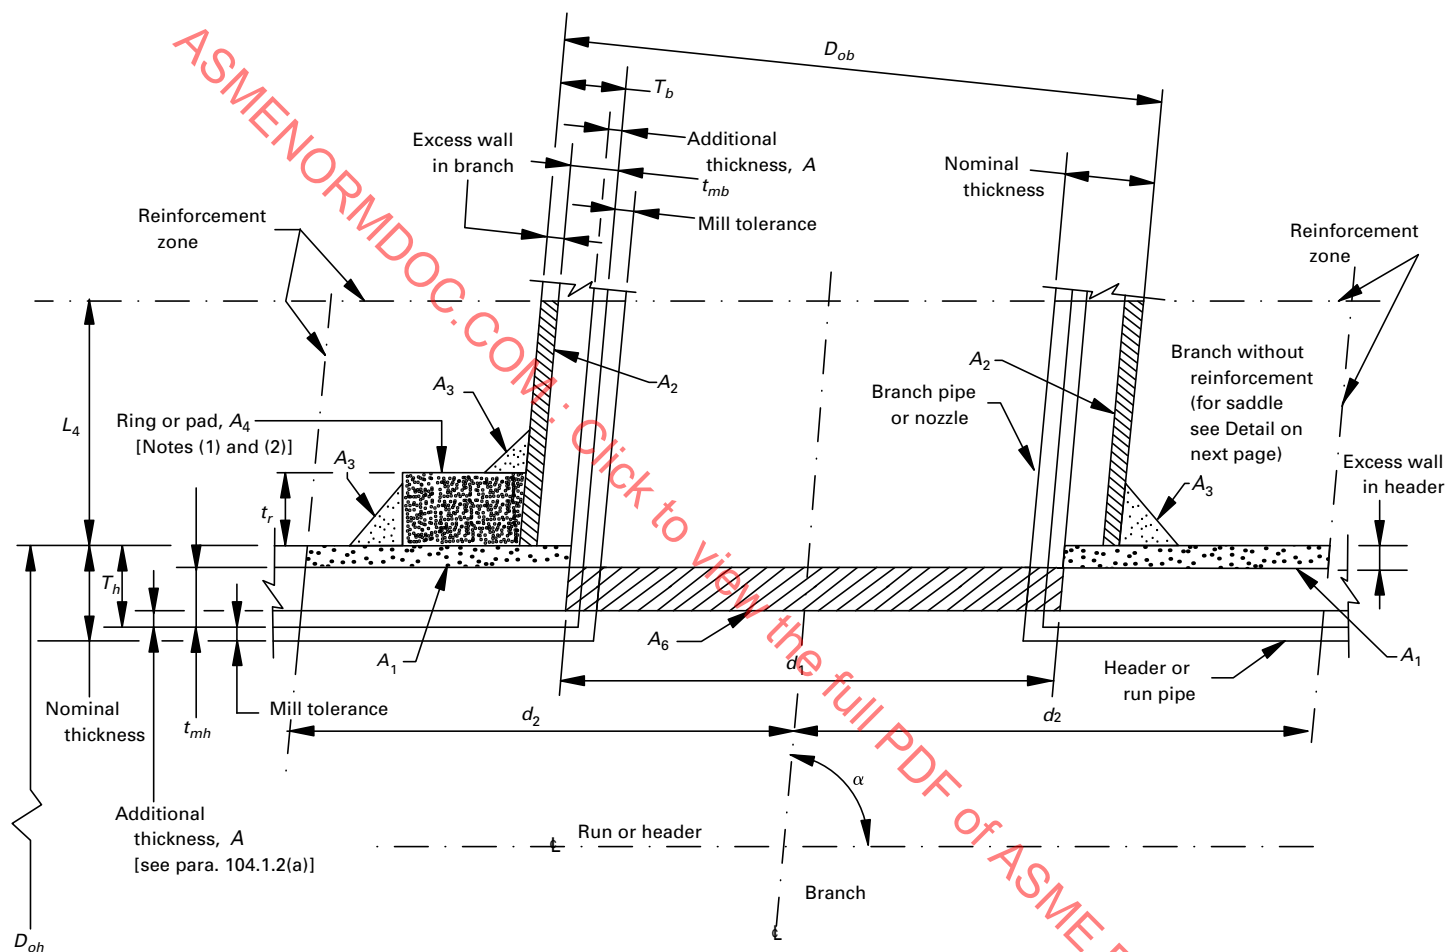 D_ob
T_b
Additional
thickness, A
Excess wall
in branch
t_mb
Mill tolerance
Nominal
thickness
Reinforcement
zone
Reinforcement
zone
A_2
A_3
Ring or pad, A_4
[Notes (1) and (2)]
A_3
L_4
t_r
A_2
Branch pipe
or nozzle
Branch without
reinforcement
(for saddle
see Detail on
next page)
A_3
Excess wall
in header
T_h
A_1
A_6
d_1
A_1
Header or
run pipe
Nominal
thickness
t_mh
Mill tolerance
d_2
d_2
α
Additional
thickness, A
[see para. 104.1.2(a)]
Run or header
℄
Branch
℄
D_oh
ASMENORMDOC.COM : Click to view the full PDF of ASME